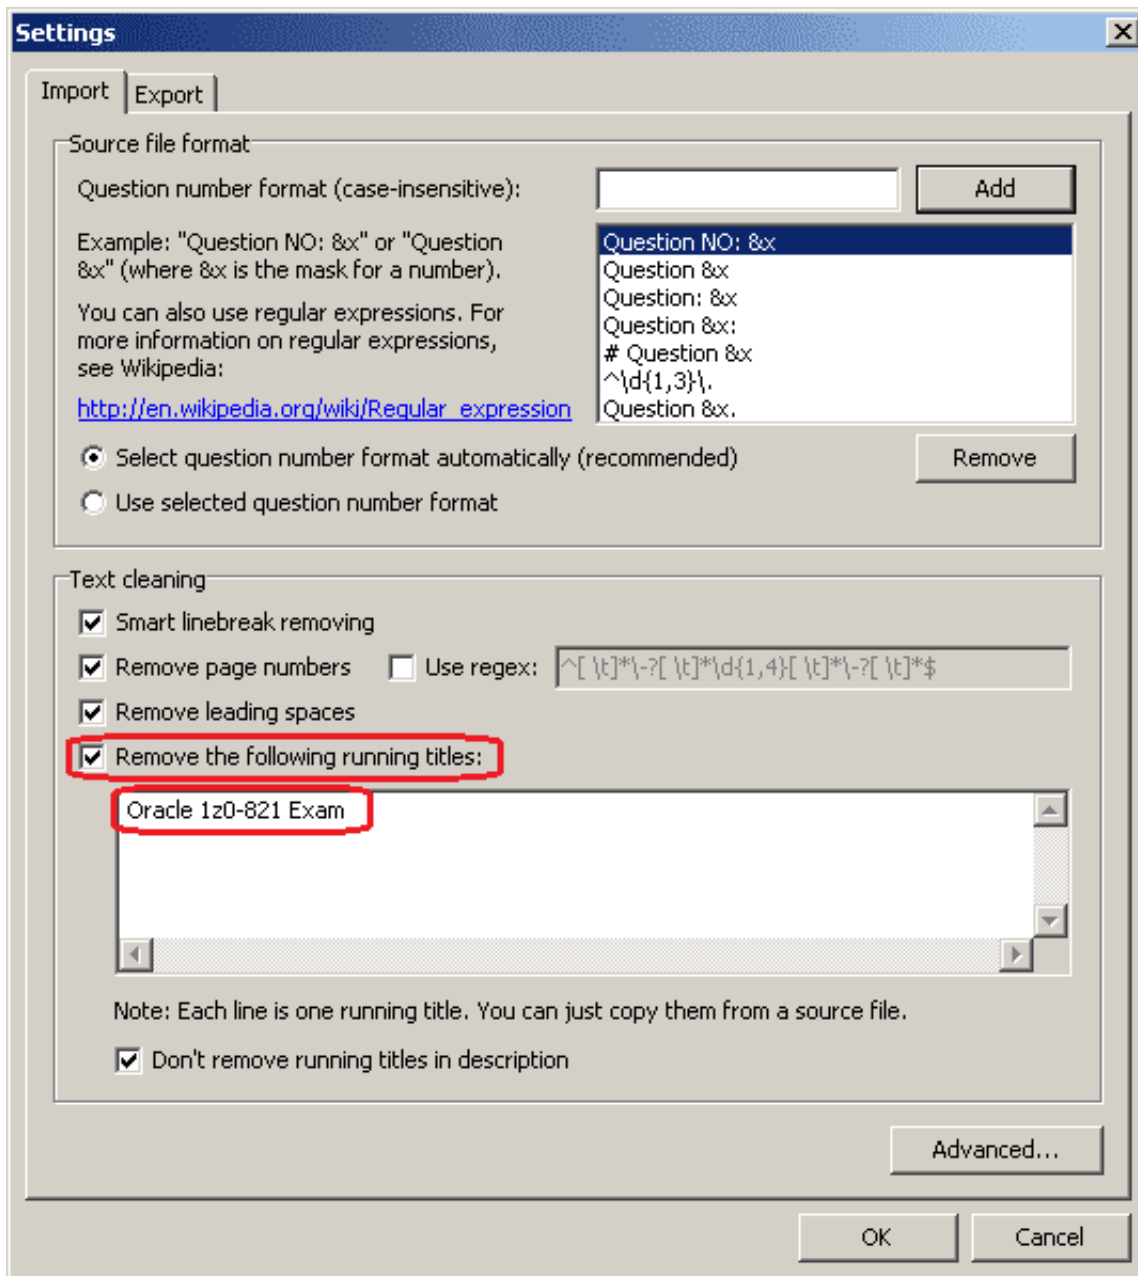 Settings
Import
Export
Source file format
Question number format (case-insensitive):
Add
Example: "Question NO: &x" or "Question
&x" (where &x is the mask for a number).
You can also use regular expressions. For
more information on regular expressions,
see Wikipedia:
http://en.wikipedia.org/wiki/Regular_expression
Question NO: &x
Question &x
Question: &x
Question &x:
# Question &x
^\d{1,3}\.
Question &x.
Select question number format automatically (recommended)
Remove
Use selected question number format
Text cleaning
Smart linebreak removing
Remove page numbers
Use regex:
^[ \t]*\-?[ \t]*\d{1,4}[ \t]*\-?[ \t]*$
Remove leading spaces
Remove the following running titles:
Oracle 1z0-821 Exam
Note: Each line is one running title. You can just copy them from a source file.
Don't remove running titles in description
Advanced...
OK
Cancel